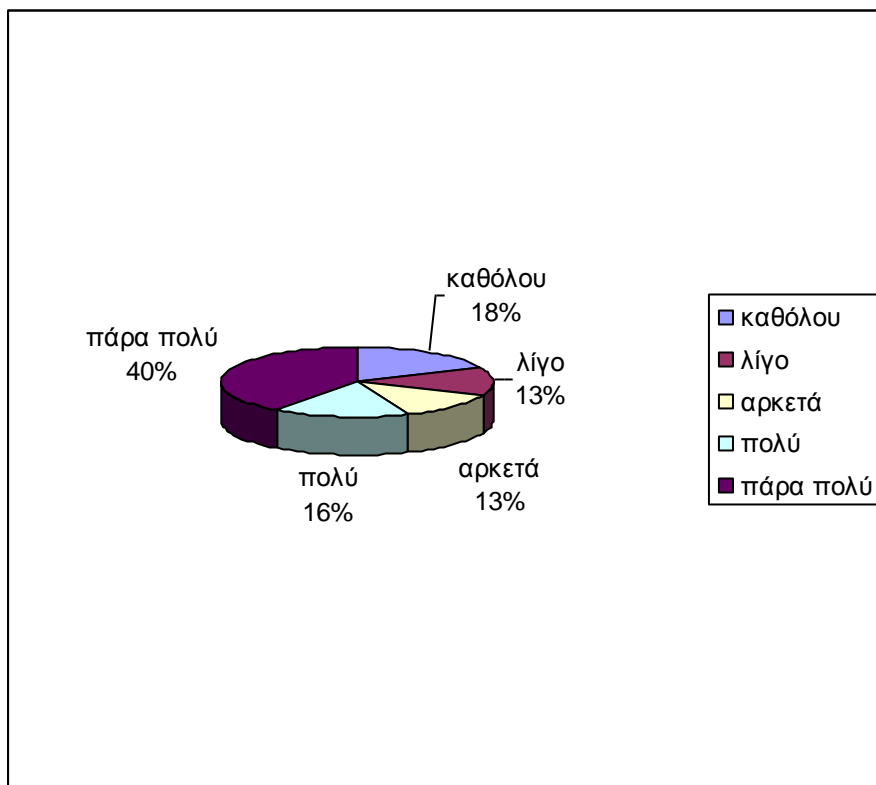 καθόλου
18%
λίγο
13%
αρκετά
13%
πολύ
16%
πάρα πολύ
40%
καθόλου
λίγο
αρκετά
πολύ
πάρα πολύ